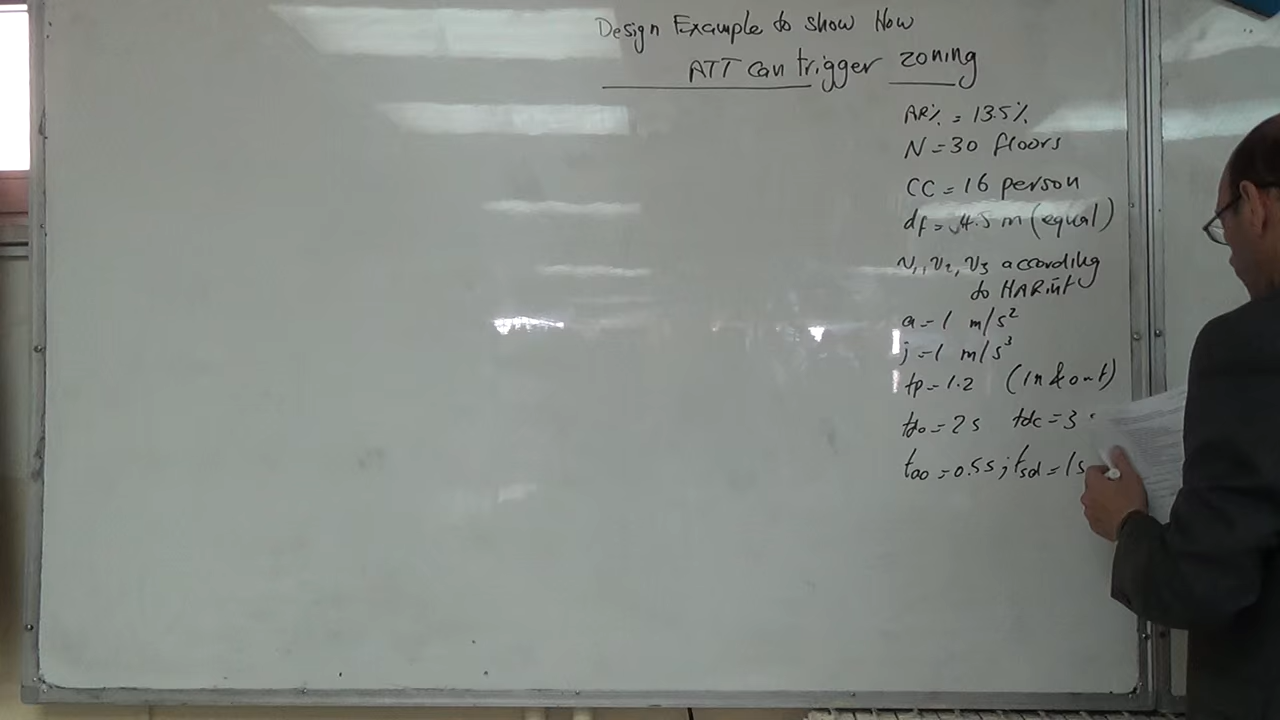 Design Example to show How
ATT can trigger zoning
AR% = 13.5%
N = 30 floors
CC = 16 person
df = 4.5 m (equal)
v1, v2, v3 according
to HARint
a = 1 m/s²
j = 1 m/s³
tp = 1.2 (in & out)
tdo = 2 s tdc = 3
tao = 0.5 s; tsd = 1 s